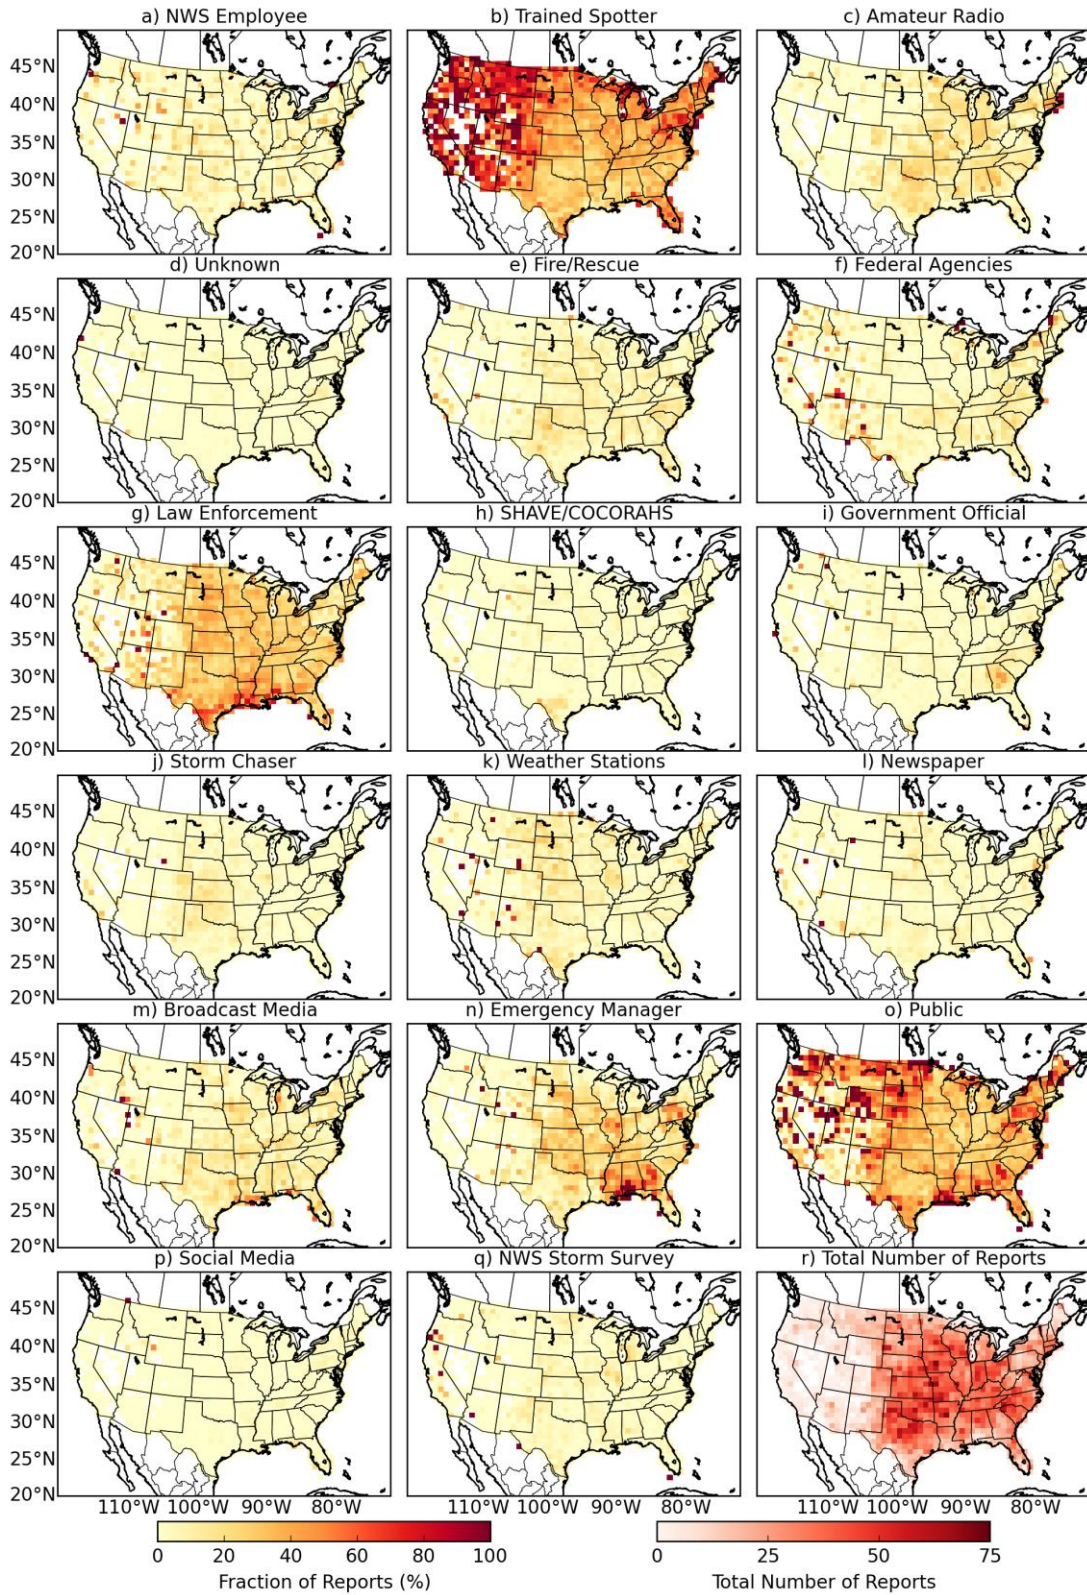 a) NWS Employee b) Trained Spotter c) Amateur Radio
45°N
40°N
35°N
30°N
25°N
20°N
d) Unknown e) Fire/Rescue f) Federal Agencies
45°N
40°N
35°N
30°N
25°N
20°N
g) Law Enforcement h) SHAVE/COCORAHS i) Government Official
45°N
40°N
35°N
30°N
25°N
20°N
j) Storm Chaser k) Weather Stations l) Newspaper
45°N
40°N
35°N
30°N
25°N
20°N
m) Broadcast Media n) Emergency Manager o) Public
45°N
40°N
35°N
30°N
25°N
20°N
p) Social Media q) NWS Storm Survey r) Total Number of Reports
45°N
40°N
35°N
30°N
25°N
20°N
110°W 100°W 90°W 80°W 110°W 100°W 90°W 80°W 110°W 100°W 90°W 80°W
0 20 40 60 80 100 0 25 50 75
Fraction of Reports (%) Total Number of Reports